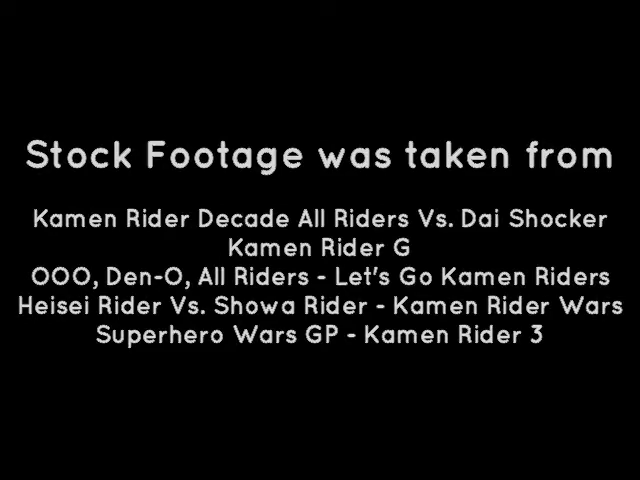 Stock Footage was taken from
Kamen Rider Decade All Riders Vs. Dai Shocker
Kamen Rider G
OOO, Den-O, All Riders - Let's Go Kamen Riders
Heisei Rider Vs. Showa Rider - Kamen Rider Wars
Superhero Wars GP - Kamen Rider 3